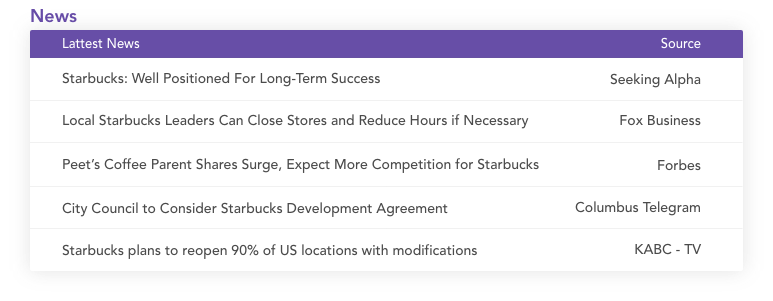 News
Lattest News Source
Starbucks: Well Positioned For Long-Term Success Seeking Alpha
Local Starbucks Leaders Can Close Stores and Reduce Hours if Necessary Fox Business
Peet’s Coffee Parent Shares Surge, Expect More Competition for Starbucks Forbes
City Council to Consider Starbucks Development Agreement Columbus Telegram
Starbucks plans to reopen 90% of US locations with modifications KABC - TV